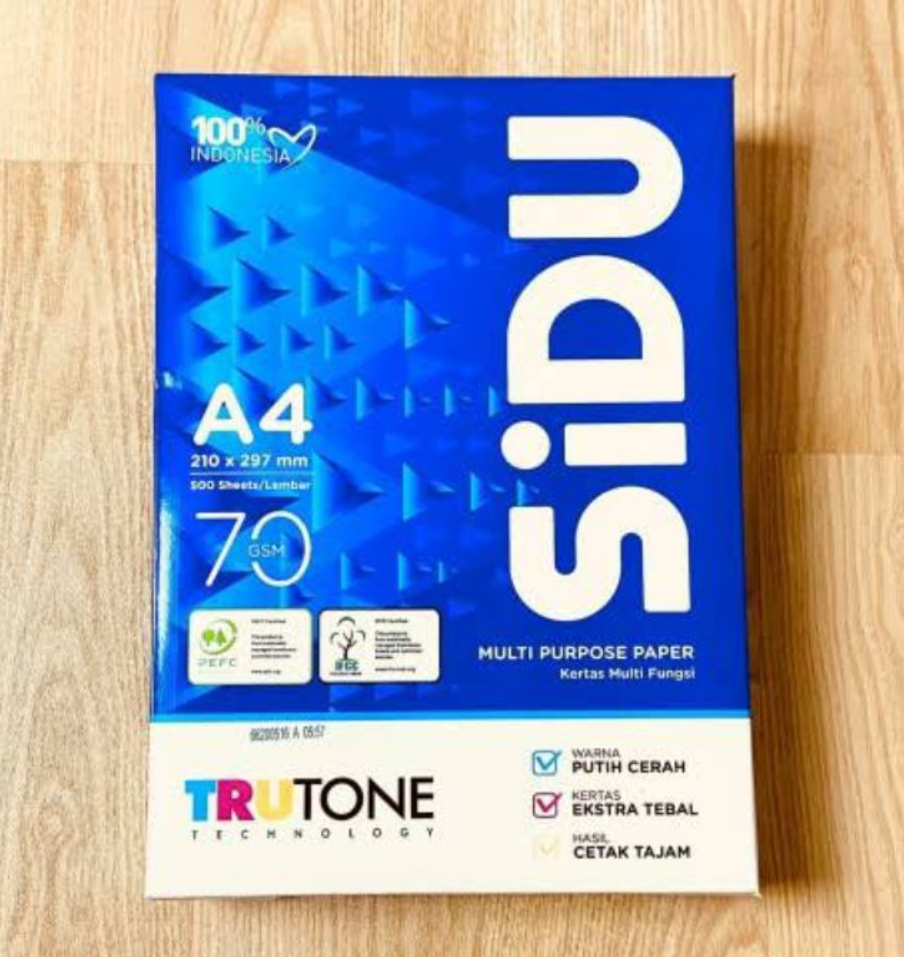 100%
INDONESIA
SiDU
A4
210 x 297 mm
500 Sheets/Lembar
70
GSM
PEFC
IFCC
MULTI PURPOSE PAPER
Kertas Multi Fungsi
TRUTONE
TECHNOLOGY
WARNA
PUTIH CERAH
KERTAS
EKSTRA TEBAL
HASIL
CETAK TAJAM